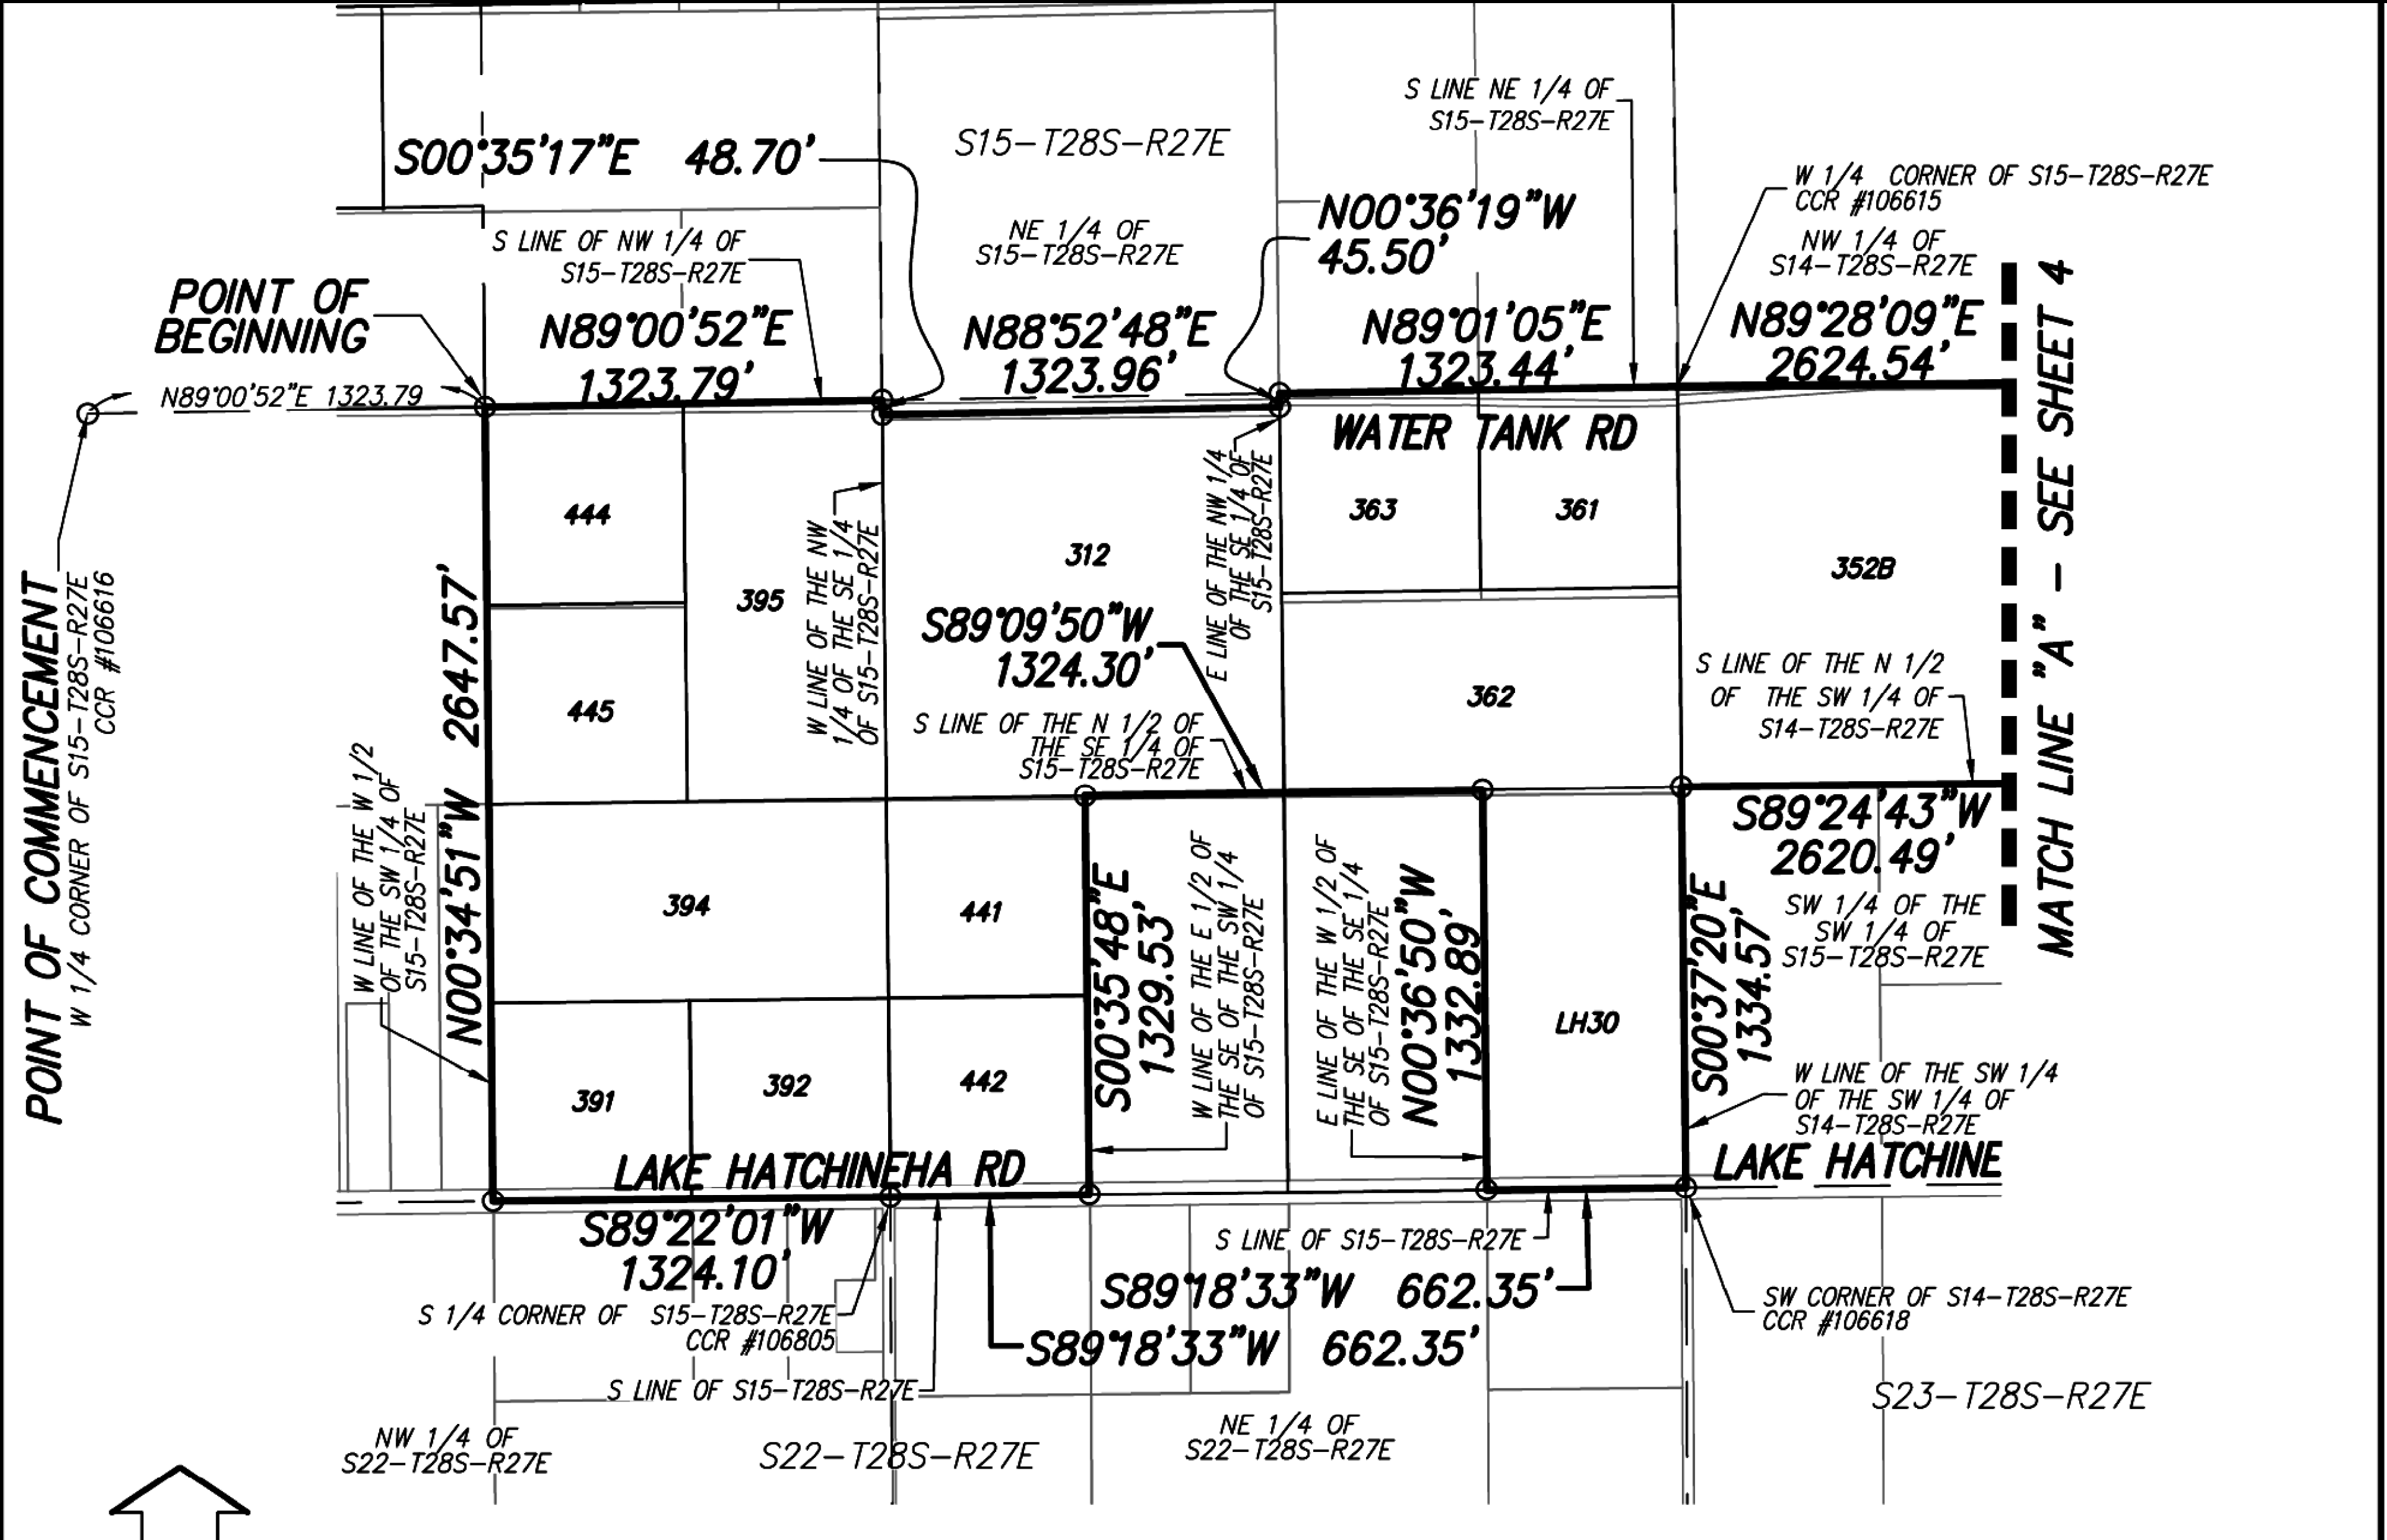 S LINE NE 1/4 OF
S15-T28S-R27E
S00°35'17"E 48.70'
S15-T28S-R27E
W 1/4 CORNER OF S15-T28S-R27E
CCR #106615
N00°36'19"W
45.50'
S LINE OF NW 1/4 OF
S15-T28S-R27E
NE 1/4 OF
S15-T28S-R27E
NW 1/4 OF
S14-T28S-R27E
POINT OF
BEGINNING
N89°00'52"E
1323.79'
N88°52'48"E
1323.96'
N89°01'05"E
1323.44'
N89°28'09"E
2624.54'
N89°00'52"E 1323.79
WATER TANK RD
MATCH LINE "A" - SEE SHEET 4
POINT OF COMMENCEMENT
W 1/4 CORNER OF S15-T28S-R27E
CCR #106616
444
395
W LINE OF THE NW
1/4 OF THE SE 1/4
OF S15-T28S-R27E
312
E LINE OF THE NW 1/4
OF THE SE 1/4 OF
S15-T28S-R27E
363
361
352B
S89°09'50"W
1324.30'
S LINE OF THE N 1/2 OF
THE SE 1/4 OF
S15-T28S-R27E
445
362
S LINE OF THE N 1/2
OF THE SW 1/4 OF
S14-T28S-R27E
N00°34'51"W 2647.57'
W LINE OF THE W 1/2
OF THE SW 1/4 OF
S15-T28S-R27E
394
441
S00°35'48"E
1329.53'
W LINE OF THE E 1/2 OF
THE SE OF THE SW 1/4
OF S15-T28S-R27E
E LINE OF THE W 1/2 OF
THE SE OF THE SE 1/4
OF S15-T28S-R27E
N00°36'50"W
1332.89'
LH30
S00°37'20"E
1334.57'
S89°24'43"W
2620.49'
SW 1/4 OF THE
SW 1/4 OF
S15-T28S-R27E
391
392
442
W LINE OF THE SW 1/4
OF THE SW 1/4 OF
S14-T28S-R27E
LAKE HATCHINEHA RD
LAKE HATCHINE
S89°22'01"W
1324.10'
S LINE OF S15-T28S-R27E
S89°18'33"W 662.35'
S 1/4 CORNER OF S15-T28S-R27E
CCR #106805
S89°18'33"W 662.35'
SW CORNER OF S14-T28S-R27E
CCR #106618
S LINE OF S15-T28S-R27E
S23-T28S-R27E
NW 1/4 OF
S22-T28S-R27E
S22-T28S-R27E
NE 1/4 OF
S22-T28S-R27E